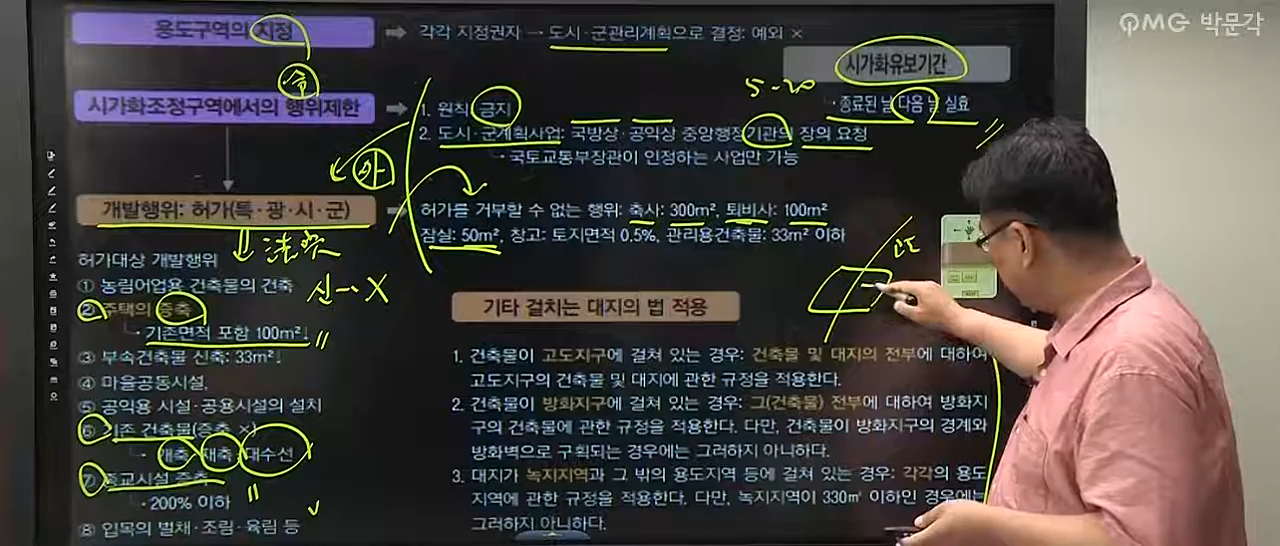 용도구역의 지정
각각 지정권자 → 도시·군관리계획으로 결정: 예외 ×
QMG 박문각
시가화유보기간
5~20
종료된 날 다음 날 실효
시가화조정구역에서의 행위제한
1. 원칙: 금지
2. 도시·군계획사업: 국방상·공익상 중앙행정기관의 장의 요청
국토교통부장관이 인정하는 사업만 가능
개발행위: 허가(특·광·시·군)
허가를 거부할 수 없는 행위: 축사: 300m², 퇴비사: 100m²
잠실: 50m², 창고: 토지면적 0.5%, 관리용건축물: 33m² 이하
허가대상 개발행위
① 농림어업용 건축물의 건축
② 주택의 증축
기존면적 포함 100m²↓
③ 부속건축물 신축: 33m²↓
④ 마을공동시설,
⑤ 공익용 시설·공용시설의 설치
⑥ 기존 건축물(증축 ×)
개축 재축 대수선
⑦ 종교시설 증축
200% 이하
⑧ 입목의 벌채·조림·육림 등
기타 걸치는 대지의 법 적용
1. 건축물이 고도지구에 걸쳐 있는 경우: 건축물 및 대지의 전부에 대하여
고도지구의 건축물 및 대지에 관한 규정을 적용한다.
2. 건축물이 방화지구에 걸쳐 있는 경우: 그(건축물) 전부에 대하여 방화지
구의 건축물에 관한 규정을 적용한다. 다만, 건축물이 방화지구의 경계와
방화벽으로 구획되는 경우에는 그러하지 아니하다.
3. 대지가 녹지지역과 그 밖의 용도지역 등에 걸쳐 있는 경우: 각각의 용도
지역에 관한 규정을 적용한다. 다만, 녹지지역이 330㎡ 이하인 경우에는
그러하지 아니하다.